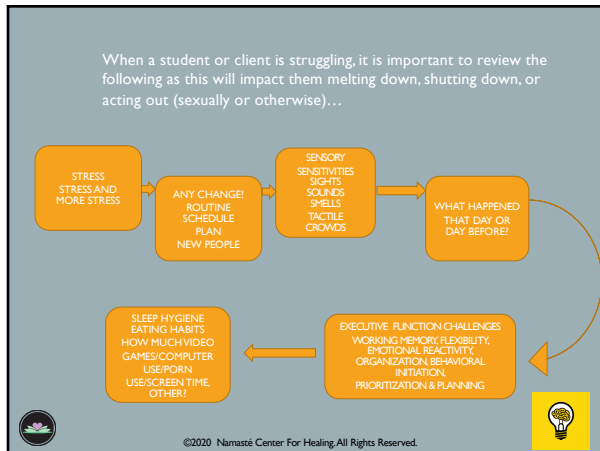 When a student or client is struggling, it is important to review the
following as this will impact them melting down, shutting down, or
acting out (sexually or otherwise)…
STRESS
STRESS AND
MORE STRESS
ANY CHANGE!
ROUTINE
SCHEDULE
PLAN
NEW PEOPLE
SENSORY
SENSITIVITIES
SIGHTS
SOUNDS
SMELLS
TACTILE
CROWDS
WHAT HAPPENED
THAT DAY OR
DAY BEFORE?
EXECUTIVE FUNCTION CHALLENGES
WORKING MEMORY, FLEXIBILITY,
EMOTIONAL REACTIVITY,
ORGANIZATION, BEHAVIORAL
INITIATION,
PRIORITIZATION & PLANNING
SLEEP HYGIENE
EATING HABITS
HOW MUCH VIDEO
GAMES/COMPUTER
USE/PORN
USE/SCREEN TIME,
OTHER?
©2020 Namasté Center For Healing. All Rights Reserved.